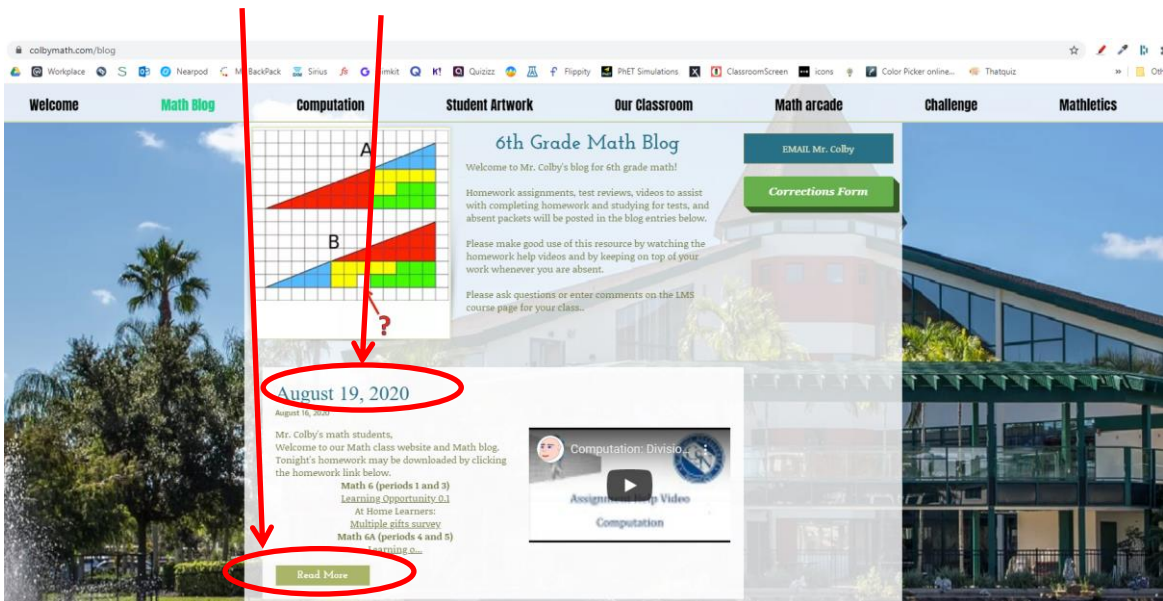 colbymath.com/blog
Workplace S Nearpod BackPack Sirius Q K! Quizizz Flippity PhET Simulations X ClassroomScreen icons Color Picker online... Thatquiz »
Welcome Math Blog Computation Student Artwork Our Classroom Math arcade Challenge Mathletics
A
B
?
6th Grade Math Blog
Welcome to Mr. Colby's blog for 6th grade math!
Homework assignments, test reviews, videos to assist
with completing homework and studying for tests, and
absent packets will be posted in the blog entries below.
Please make good use of this resource by watching the
homework help videos and by keeping on top of your
work whenever you are absent.
Please ask questions or enter comments on the LMS
course page for your class..
EMAIL Mr. Colby
Corrections Form
August 19, 2020
August 16, 2020
Mr. Colby's math students,
Welcome to our Math class website and Math blog.
Tonight's homework may be downloaded by clicking
the homework link below.
Math 6 (periods 1 and 3)
Learning Opportunity 0.1
At Home Learners:
Multiple gifts survey
Math 6A (periods 4 and 5)
Learning o...
Read More
Computation: Divisio...
Assignment Help Video
Computation